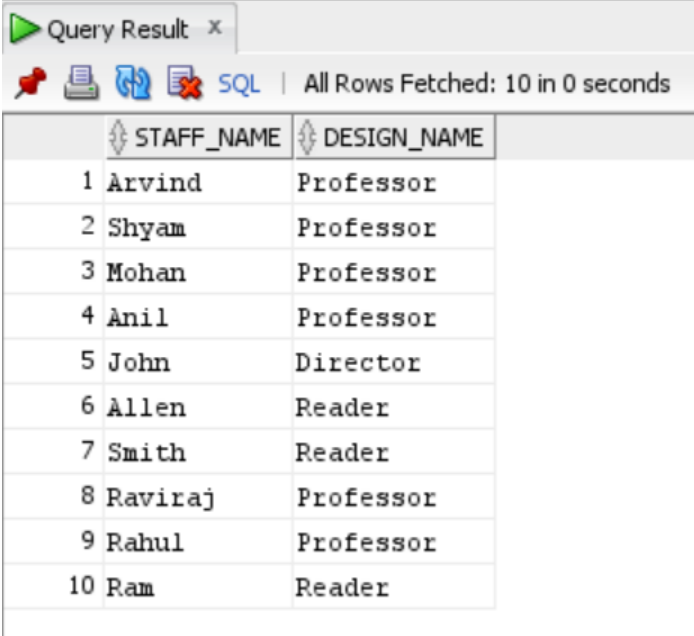 Query Result x
SQL | All Rows Fetched: 10 in 0 seconds
STAFF_NAME DESIGN_NAME
1 Arvind Professor
2 Shyam Professor
3 Mohan Professor
4 Anil Professor
5 John Director
6 Allen Reader
7 Smith Reader
8 Raviraj Professor
9 Rahul Professor
10 Ram Reader